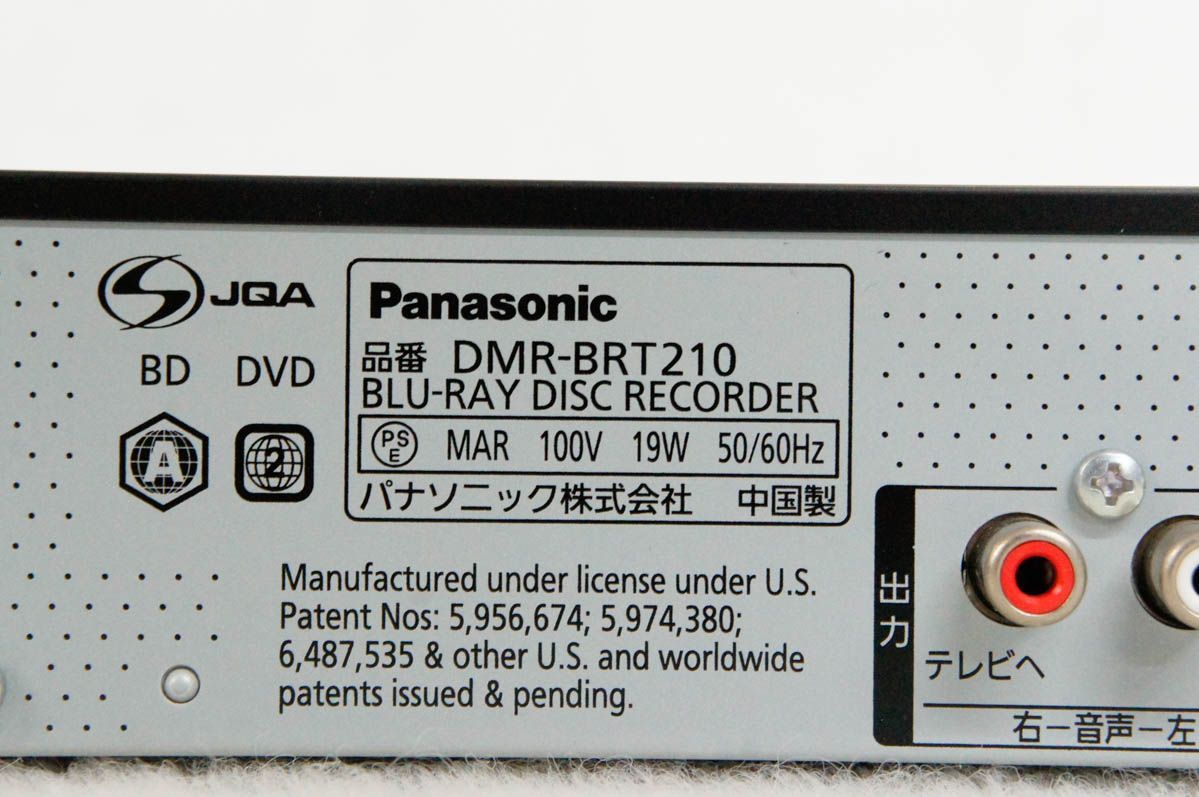 JQA
BD DVD
A 2
Panasonic
品番 DMR-BRT210
BLU-RAY DISC RECORDER
PSE MAR 100V 19W 50/60Hz
パナソニック株式会社 中国製
Manufactured under license under U.S.
Patent Nos: 5,956,674; 5,974,380;
6,487,535 & other U.S. and worldwide
patents issued & pending.
出力
テレビへ
右ー音声ー左